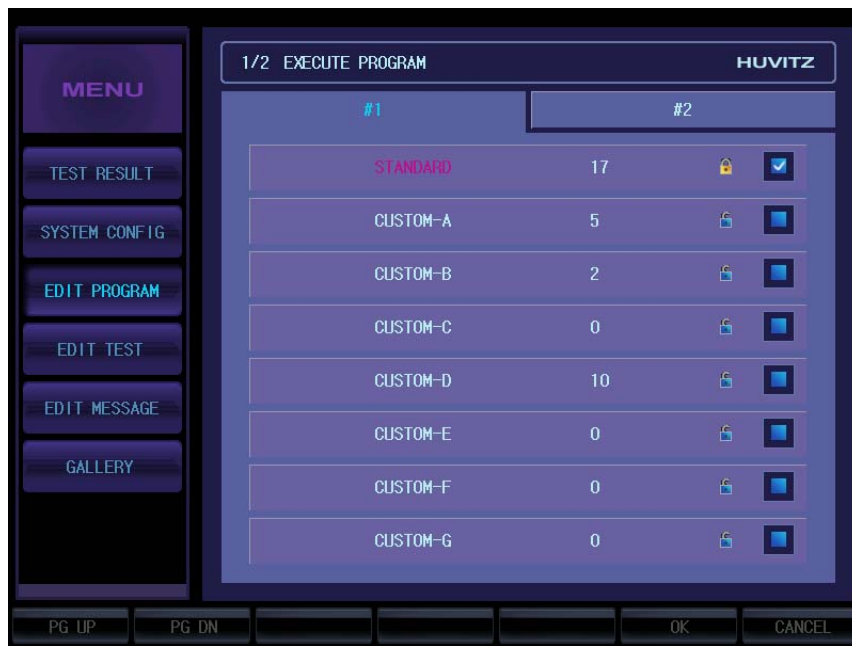 MENU
TEST RESULT
SYSTEM CONFIG
EDIT PROGRAM
EDIT TEST
EDIT MESSAGE
GALLERY
1/2 EXECUTE PROGRAM HUVITZ
#1 #2
STANDARD 17
CUSTOM-A 5
CUSTOM-B 2
CUSTOM-C 0
CUSTOM-D 10
CUSTOM-E 0
CUSTOM-F 0
CUSTOM-G 0
PG UP PG DN OK CANCEL